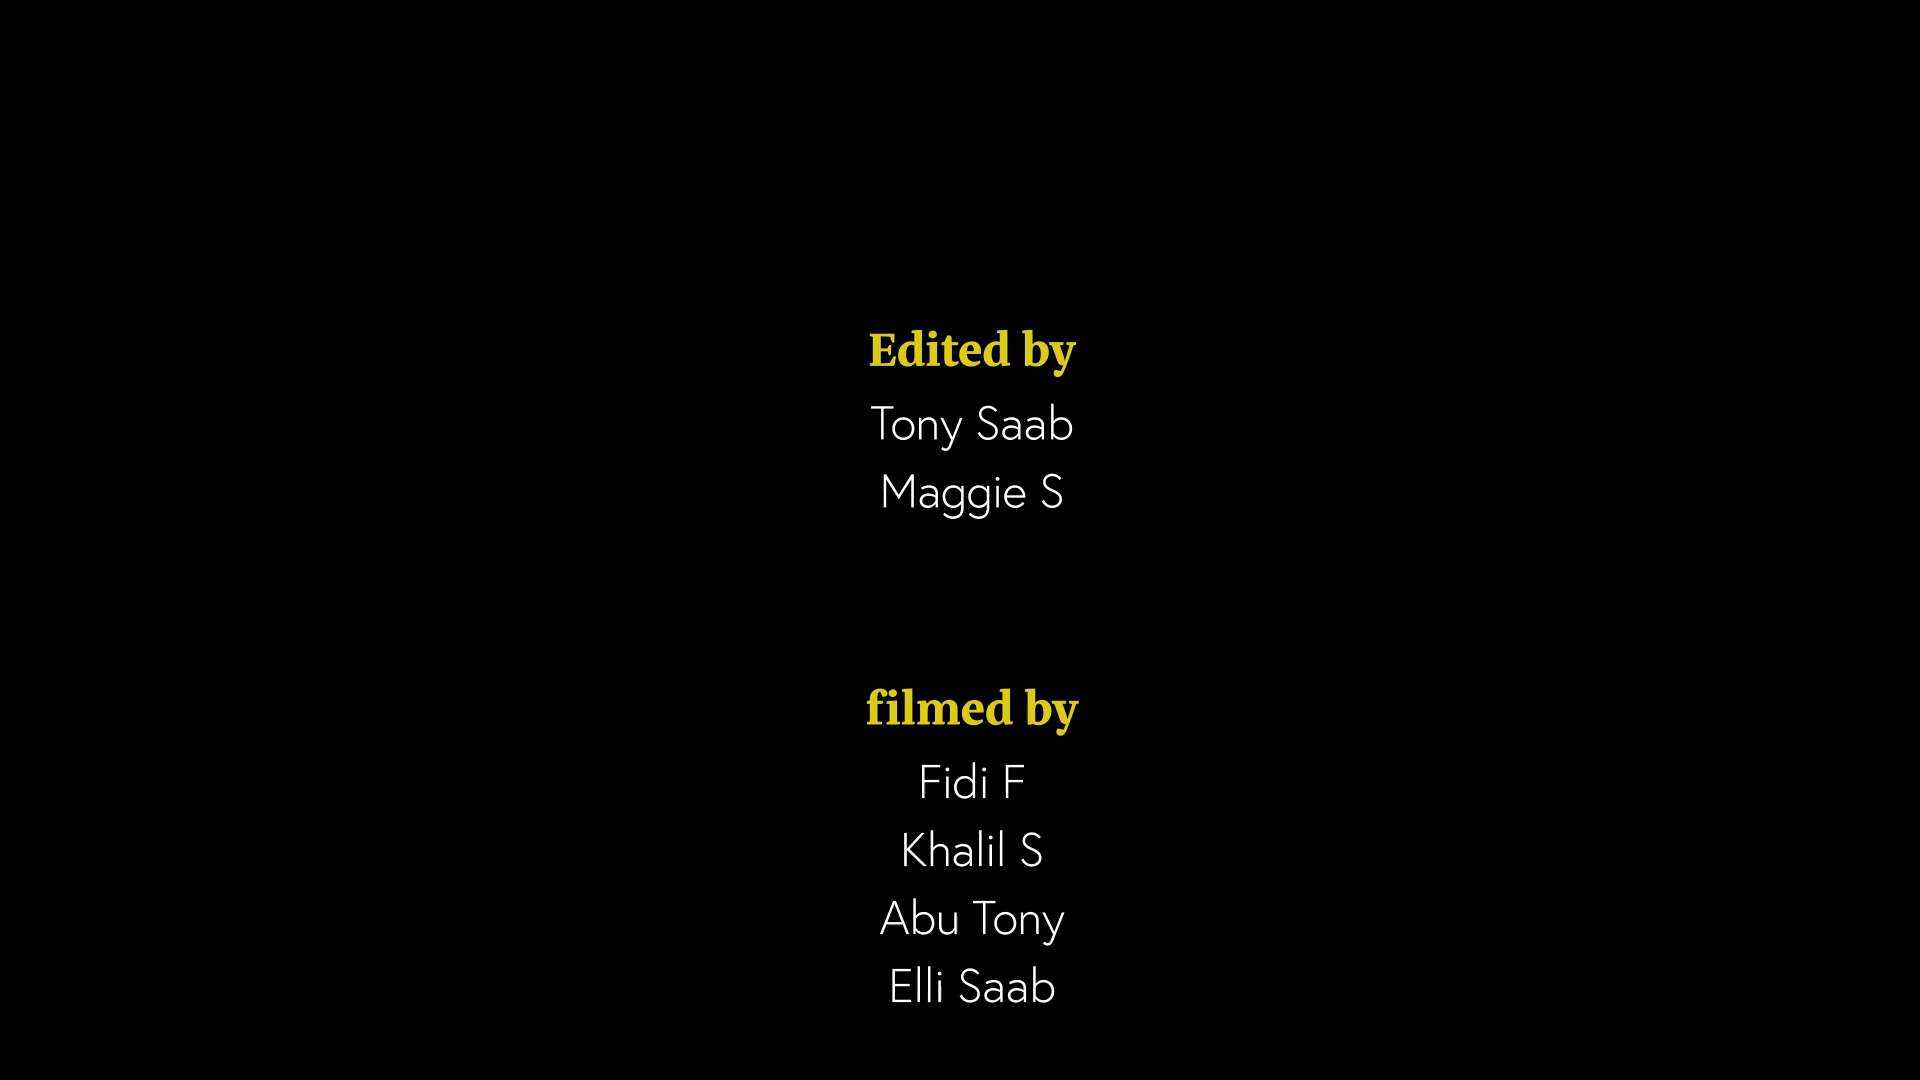 Edited by
Tony Saab
Maggie S
filmed by
Fidi F
Khalil S
Abu Tony
Elli Saab